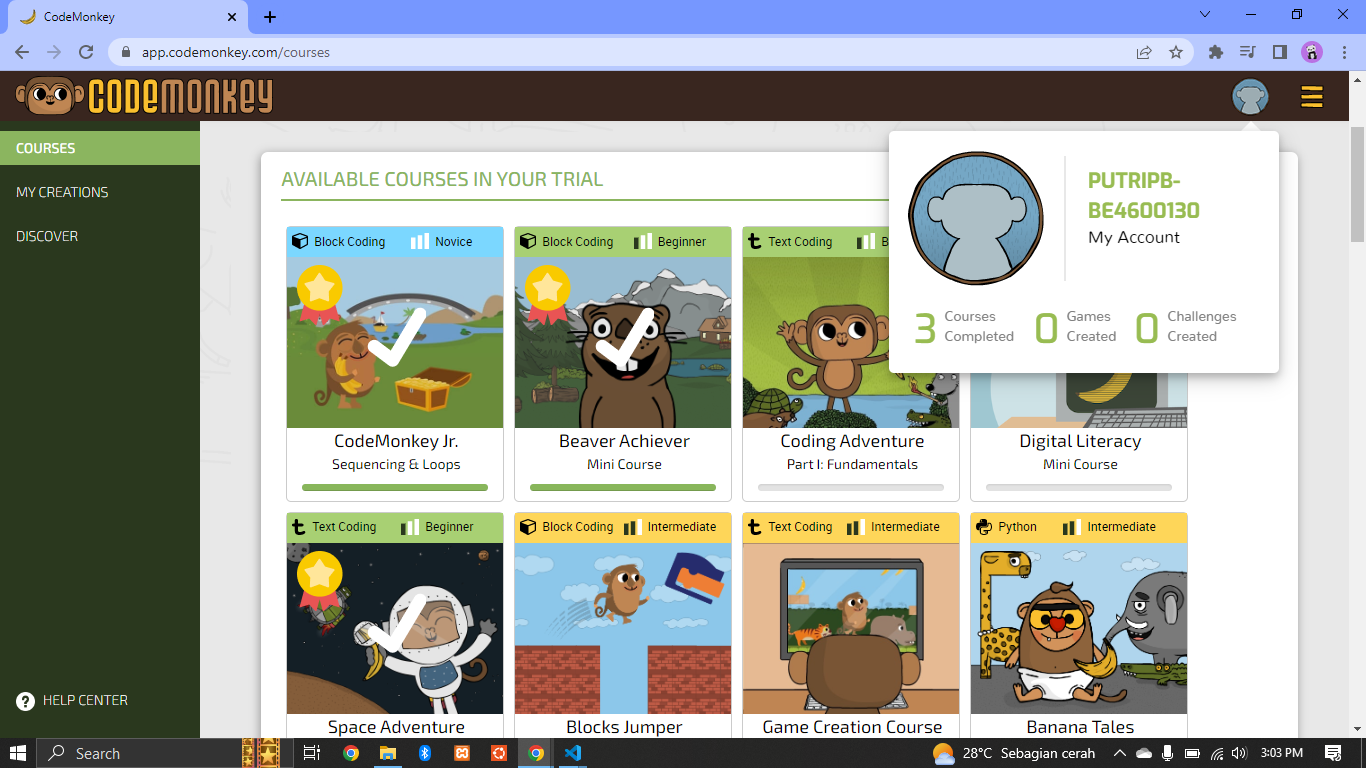 CodeMonkey
app.codemonkey.com/courses
CODEMONKEY
COURSES
MY CREATIONS
DISCOVER
HELP CENTER
AVAILABLE COURSES IN YOUR TRIAL
PUTRIPB-
BE4600130
My Account
3 Courses Completed
0 Games Created
0 Challenges Created
Block Coding Novice
CodeMonkey Jr.
Sequencing & Loops
Block Coding Beginner
Beaver Achiever
Mini Course
Text Coding B
Coding Adventure
Part I: Fundamentals
Digital Literacy
Mini Course
Text Coding Beginner
Space Adventure
Block Coding Intermediate
Blocks Jumper
Text Coding Intermediate
Game Creation Course
Python Intermediate
Banana Tales
Search
28°C Sebagian cerah
3:03 PM